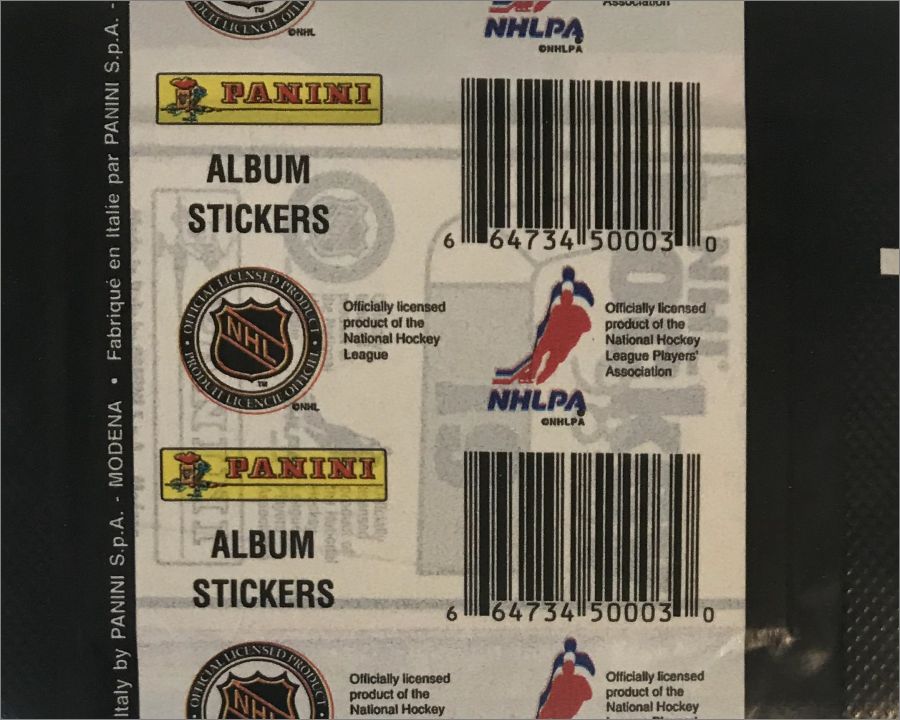 Association
©NHL
NHLPA
©NHLPA
PANINI
ALBUM
STICKERS
6 64734 50003 0
OFFICIAL LICENSED PRODUCT
NHL
TM
PRODUIT LICENCIÉ OFFICIEL
©NHL
Officially licensed
product of the
National Hockey
League
NHLPA
©NHLPA
Officially licensed
product of the
National Hockey
League Players'
Association
PANINI
ALBUM
STICKERS
6 64734 50003 0
OFFICIAL LICENSED PRODUCT
NHL
Officially licensed
product of the
National Hockey
Officially licensed
product of the
National Hockey
Italy by PANINI S.p.A. - MODENA • Fabriqué en Italie par PANINI S.p.A. -